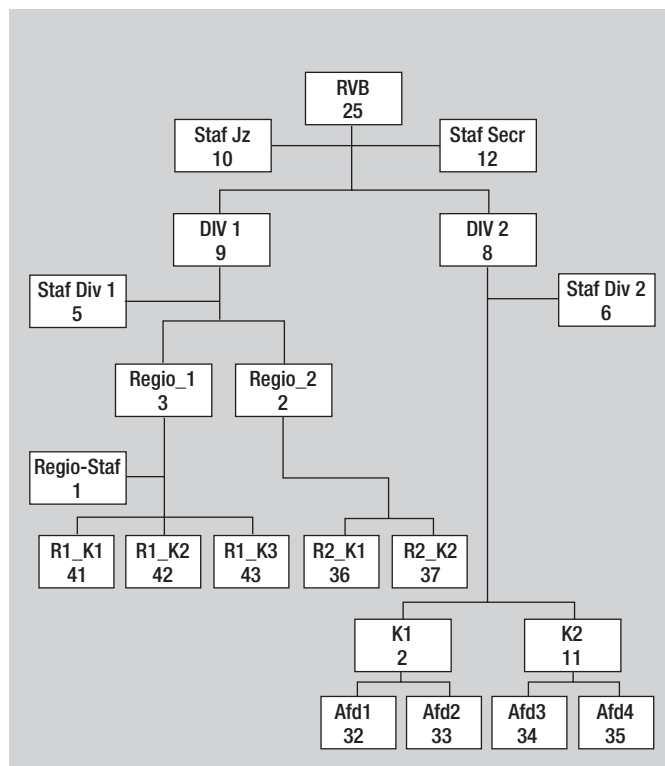 RVB
25
Staf Jz
10
Staf Secr
12
DIV 1
9
DIV 2
8
Staf Div 1
5
Staf Div 2
6
Regio_1
3
Regio_2
2
Regio-Staf
1
R1_K1
41
R1_K2
42
R1_K3
43
R2_K1
36
R2_K2
37
K1
2
K2
11
Afd1
32
Afd2
33
Afd3
34
Afd4
35